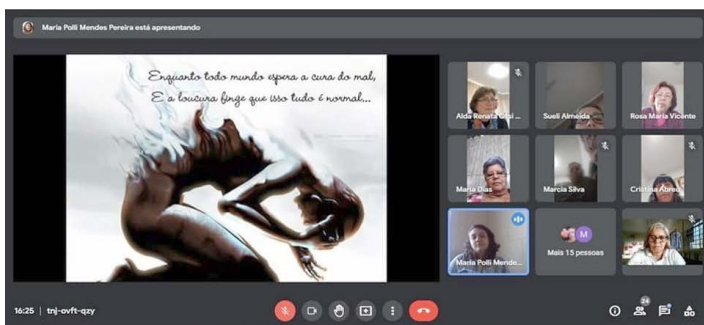 Maria Polli Mendes Pereira está apresentando
Enquanto todo mundo espera a cura do mal,
E a loucura finge que isso tudo é normal...
Alda Renata
Sueli Almeida
Rosa Maria Vicente
Maria Dias
Marcia Silva
Cristina Abreu
Maria Polli Mende...
M
Mais 15 pessoas
24
16:25 | tnj-ovft-qzy